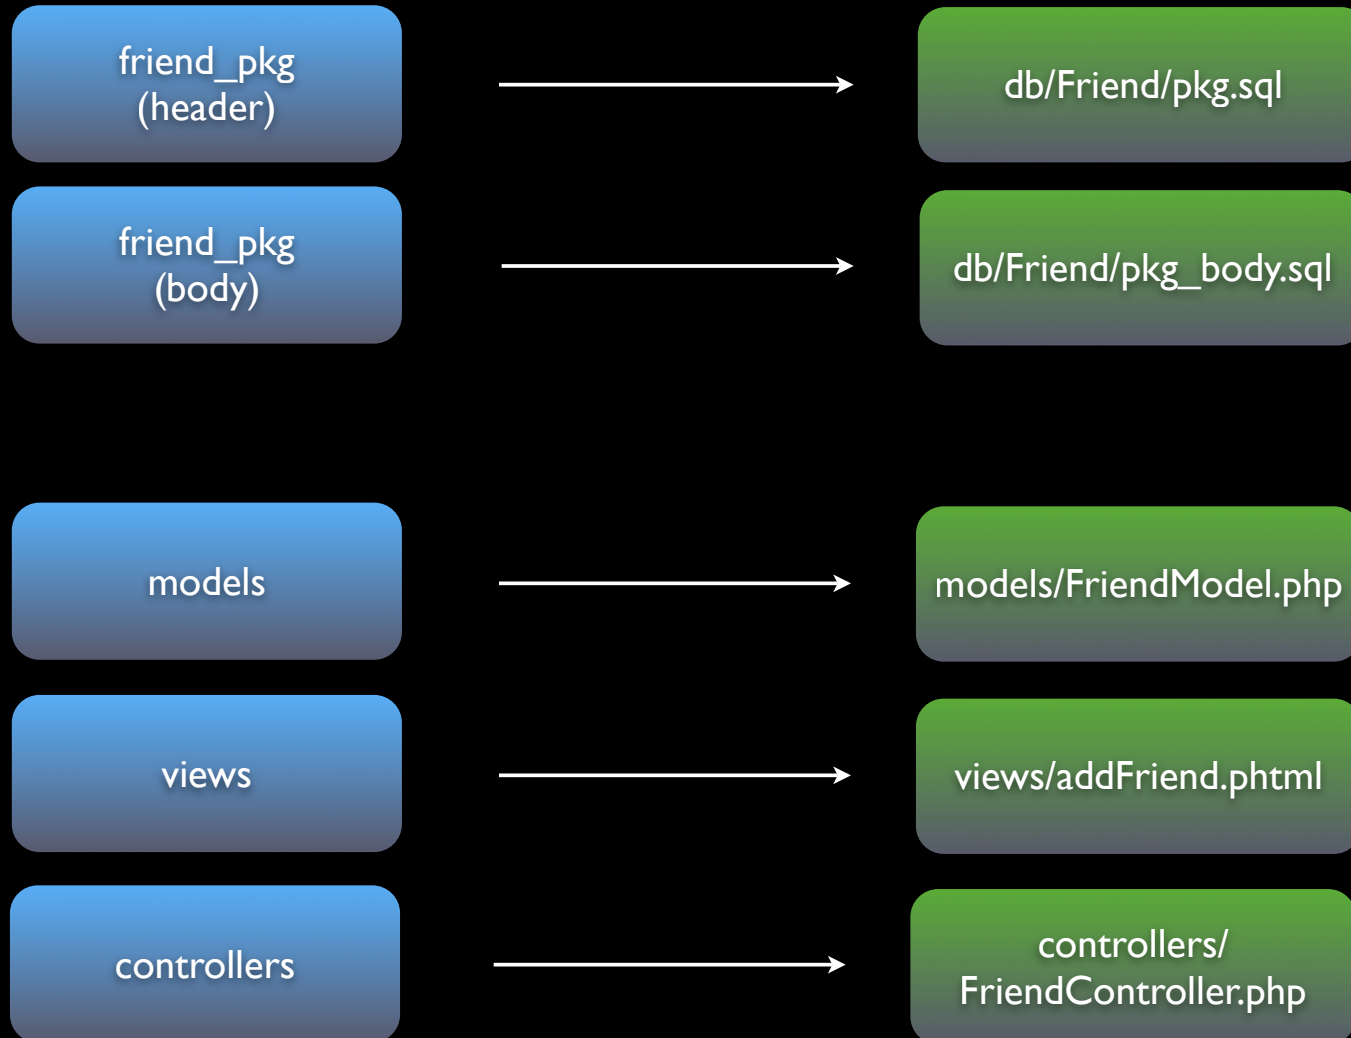 friend_pkg
(header)
db/Friend/pkg.sql
friend_pkg
(body)
db/Friend/pkg_body.sql
models
models/FriendModel.php
views
views/addFriend.phtml
controllers
controllers/
FriendController.php